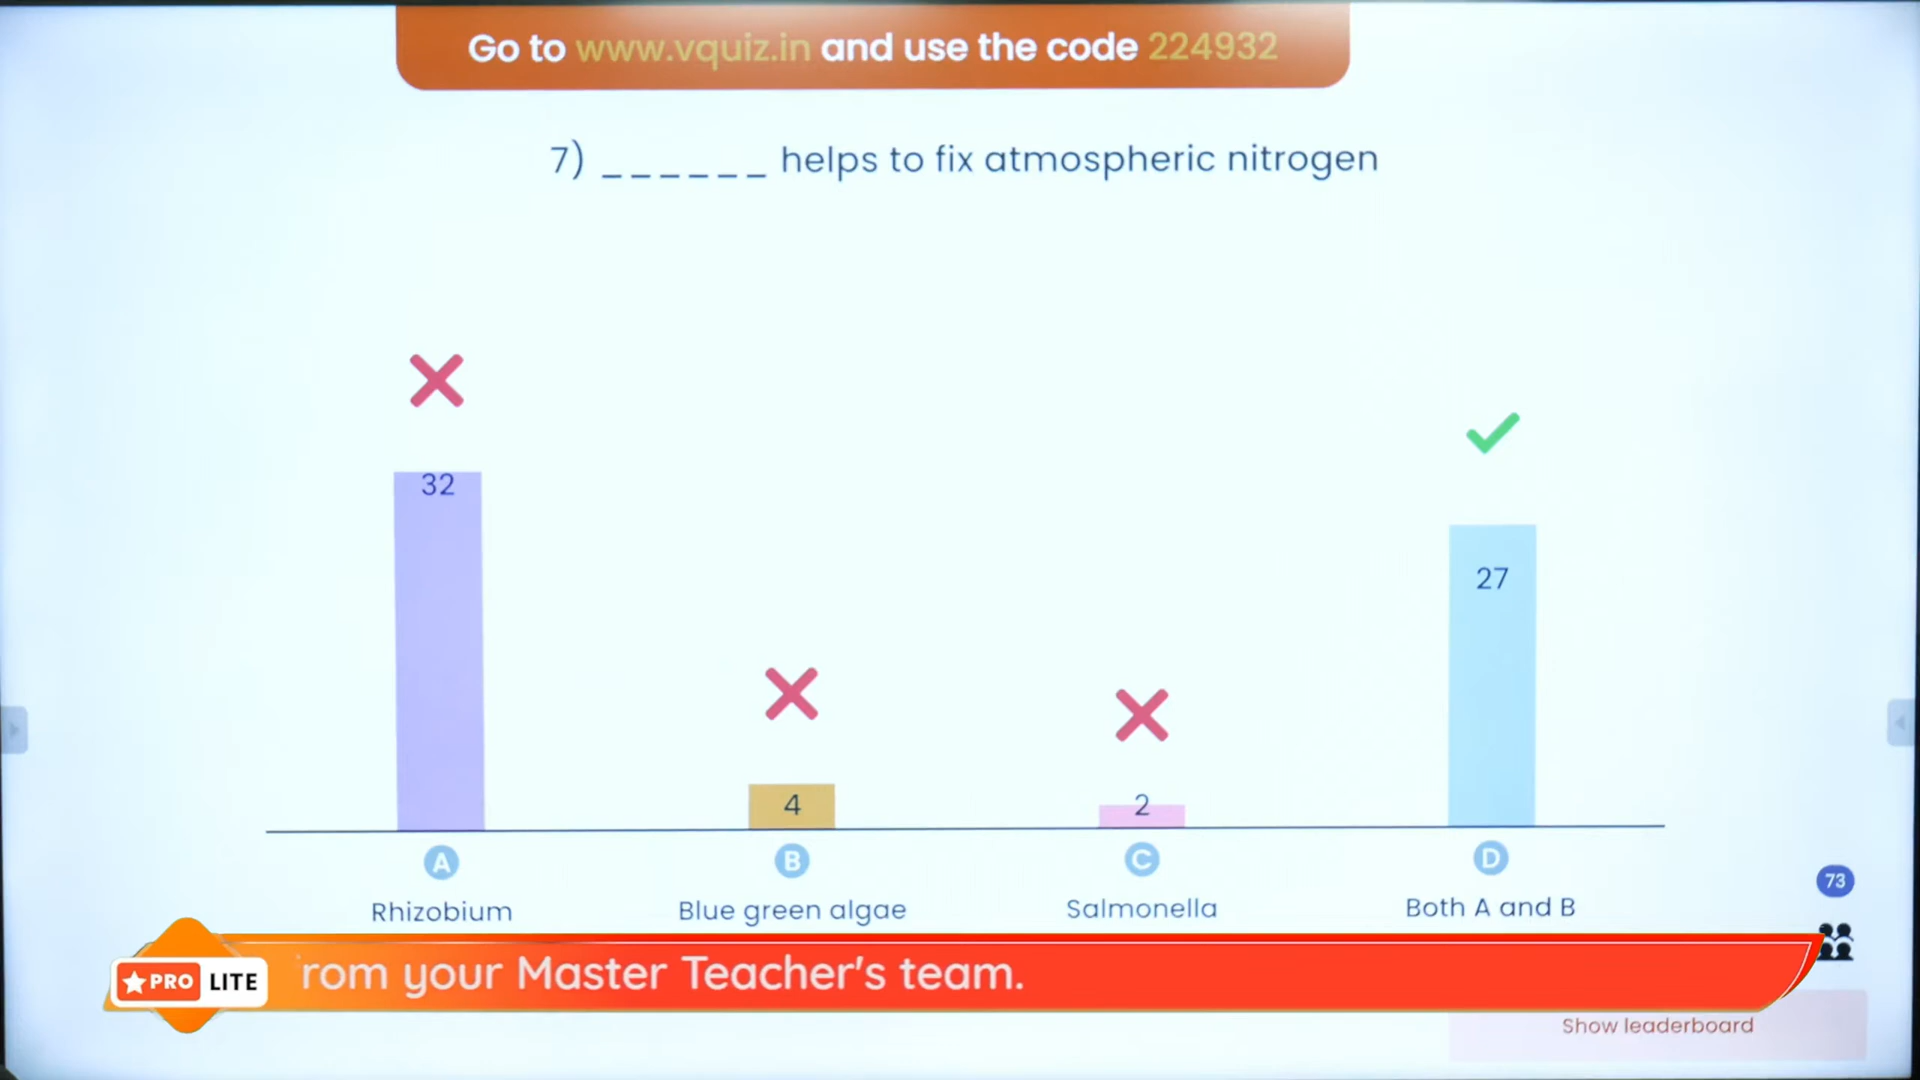 Go to www.vquiz.in and use the code 224932
7) ______ helps to fix atmospheric nitrogen
32
4
2
27
A
B
C
D
Rhizobium
Blue green algae
Salmonella
Both A and B
73
PRO LITE
rom your Master Teacher's team.
Show leaderboard